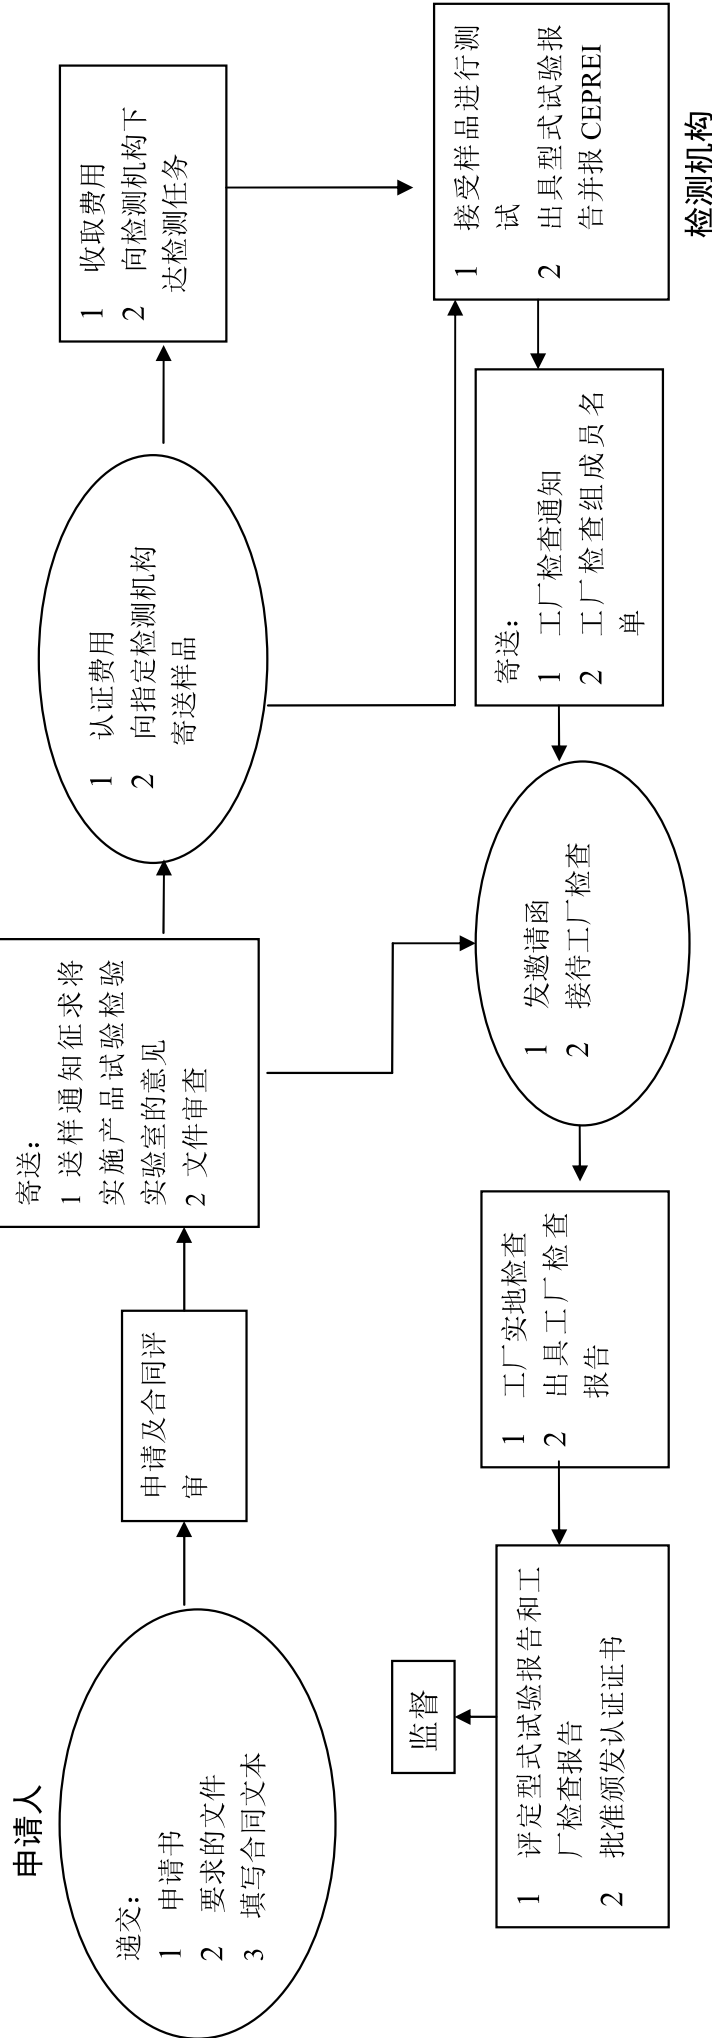 申请人
递交：
1 申请书
2 要求的文件
3 填写合同文本
申请及合同评
审
寄送：
1 送样通知征求将
实施产品试验检验
实验室的意见
2 文件审查
1 认证费用
2 向指定检测机构
寄送样品
1 收取费用
2 向检测机构下
达检测任务
1 接受样品进行测
试
2 出具型式试验报
告并报 CEPREI
检测机构
寄送：
1 工厂检查通知
2 工厂检查组成员名
单
1 发邀请函
2 接待工厂检查
1 工厂实地检查
2 出具工厂检查
报告
1 评定型式试验报告和工
厂检查报告
2 批准颁发认证证书
监督